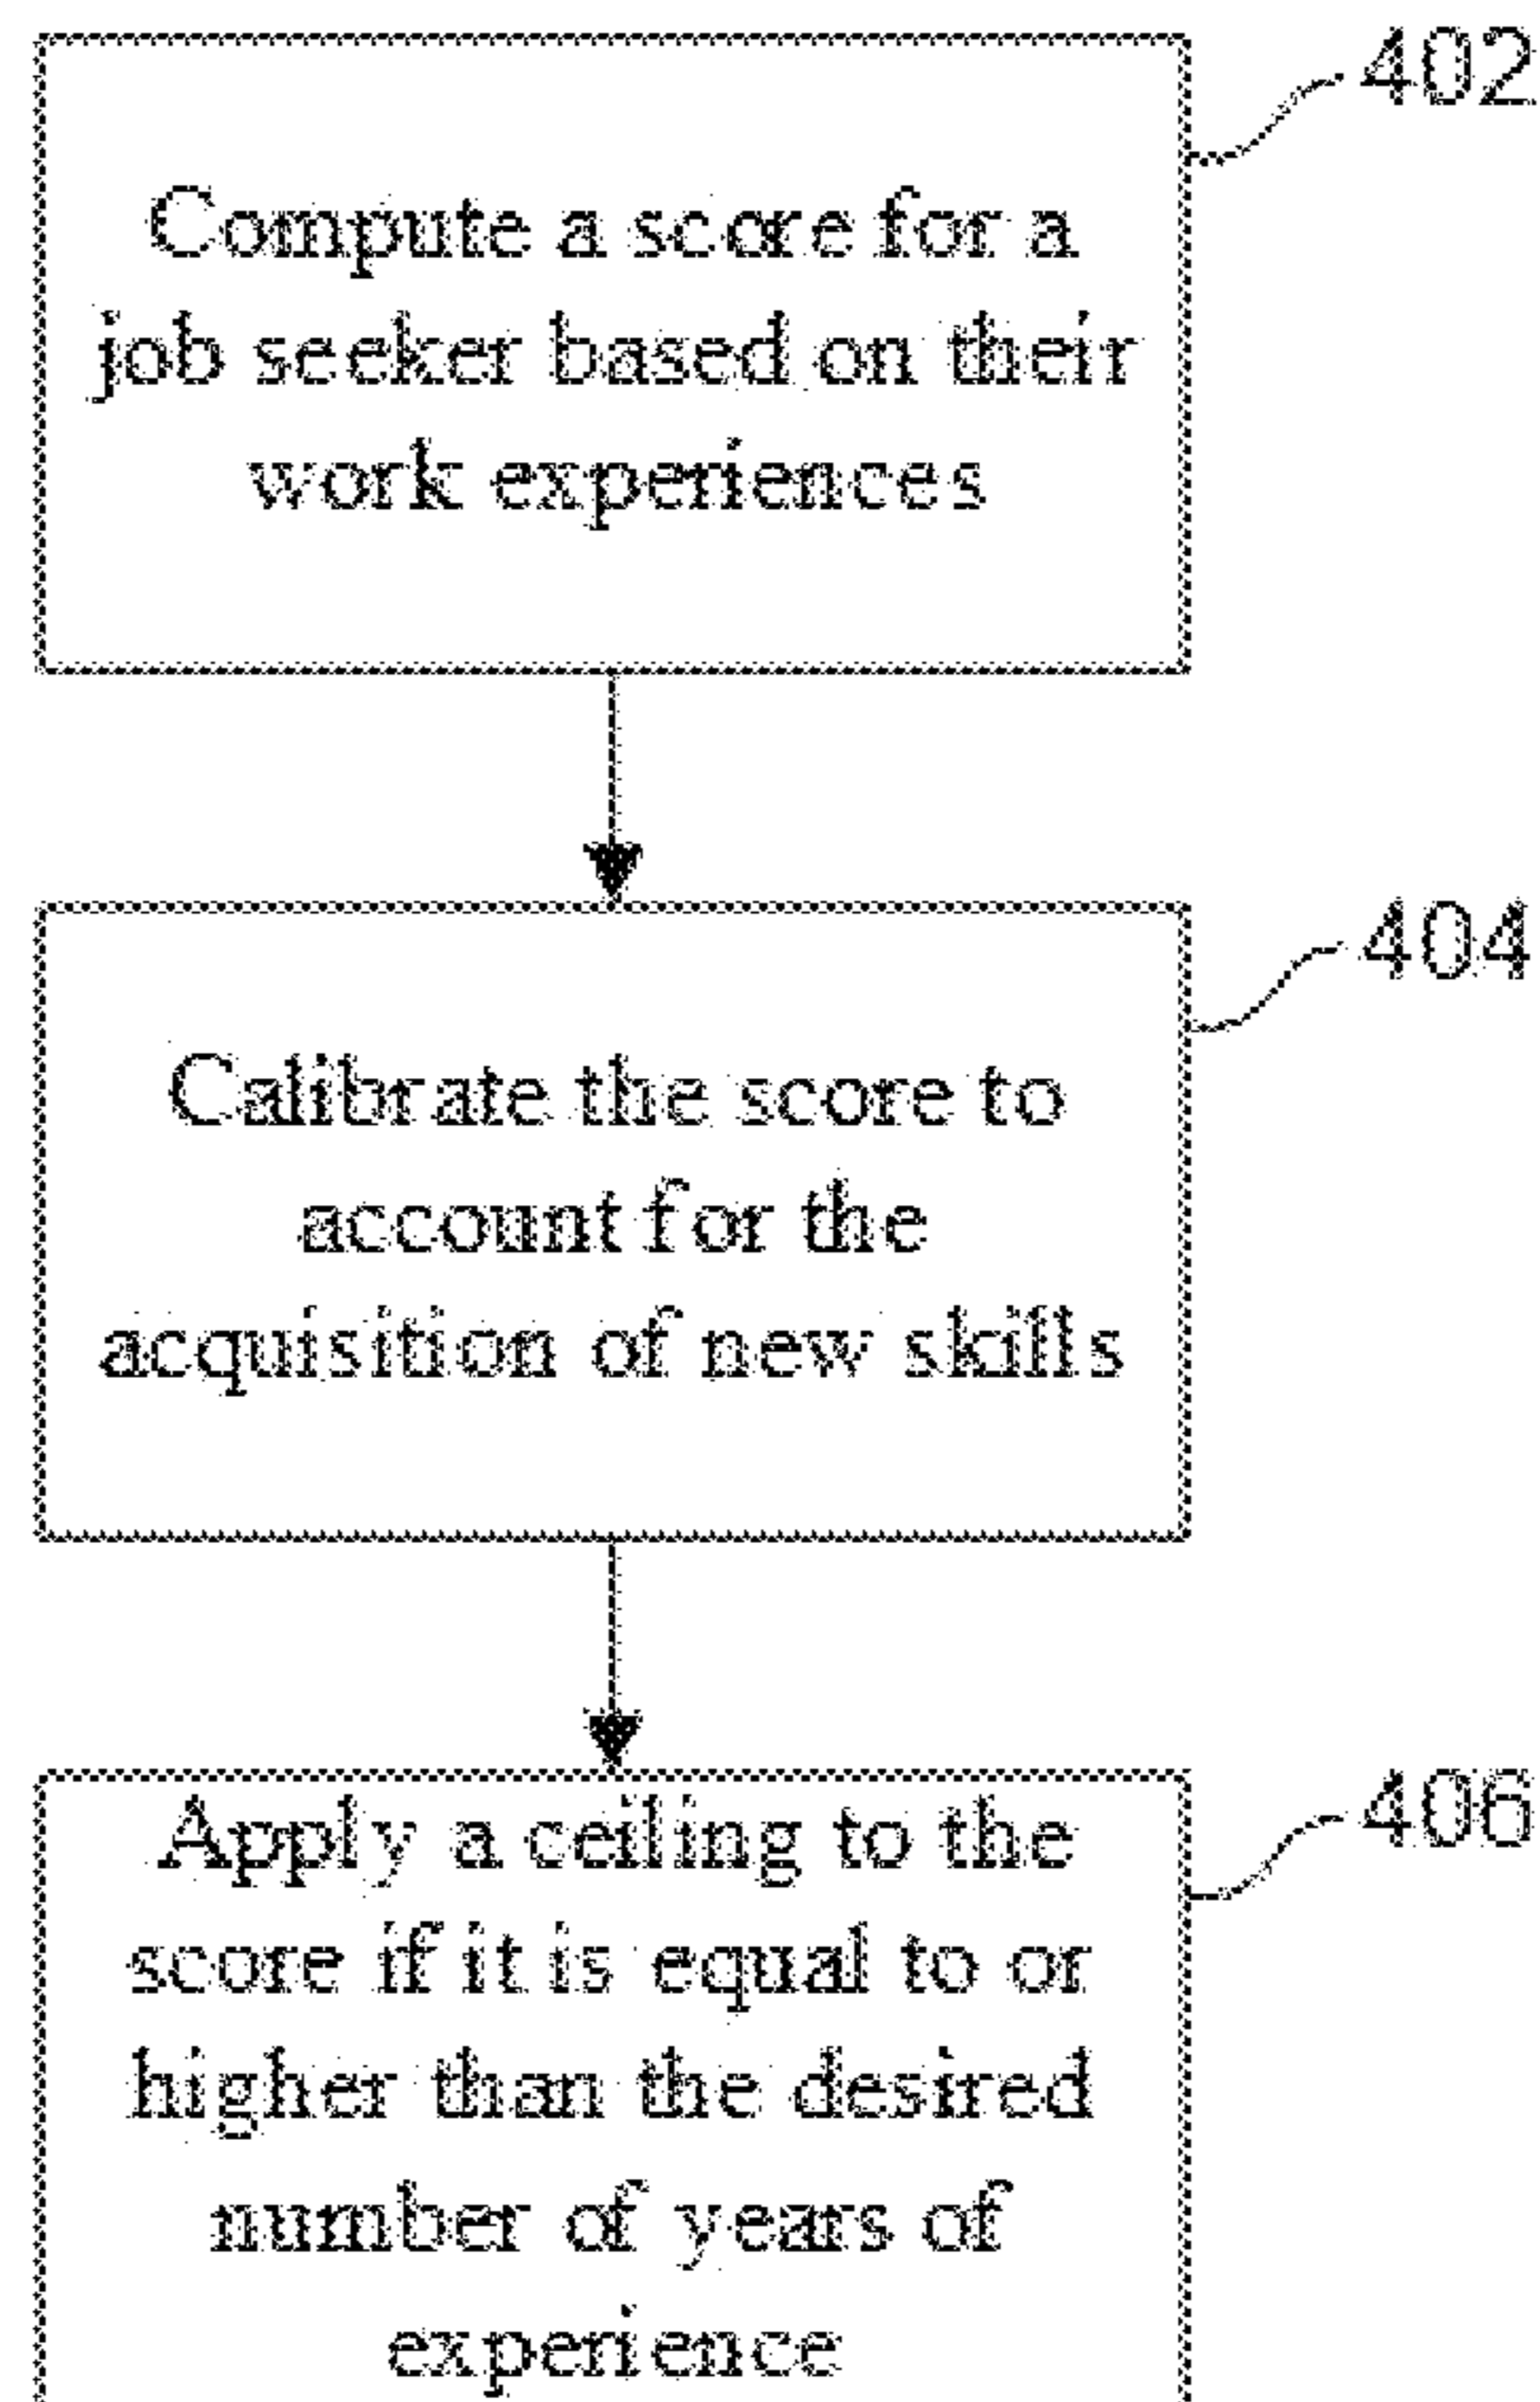 402
Compute a score for a
job seeker based on their
work experiences
404
Calibrate the score to
account for the
acquisition of new skills
406
Apply a ceiling to the
score if it is equal to or
higher than the desired
number of years of
experience